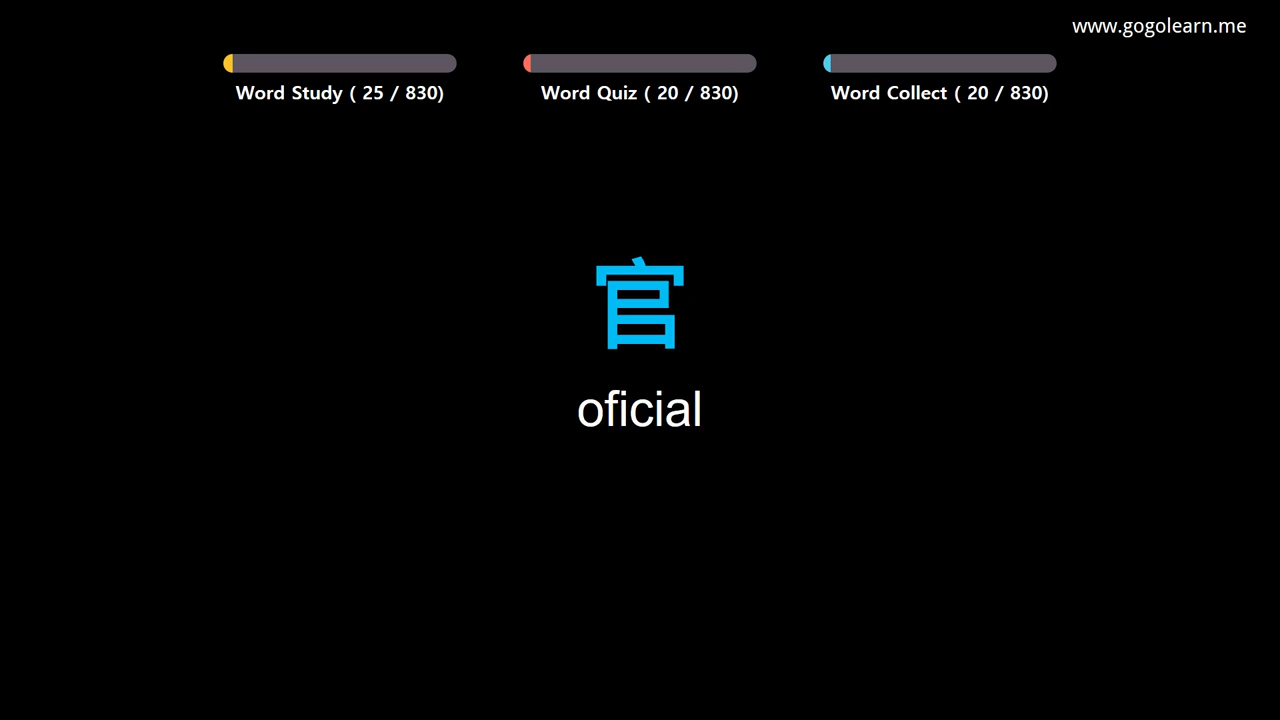 www.gogolearn.me
Word Study ( 25 / 830)
Word Quiz ( 20 / 830)
Word Collect ( 20 / 830)
官
oficial